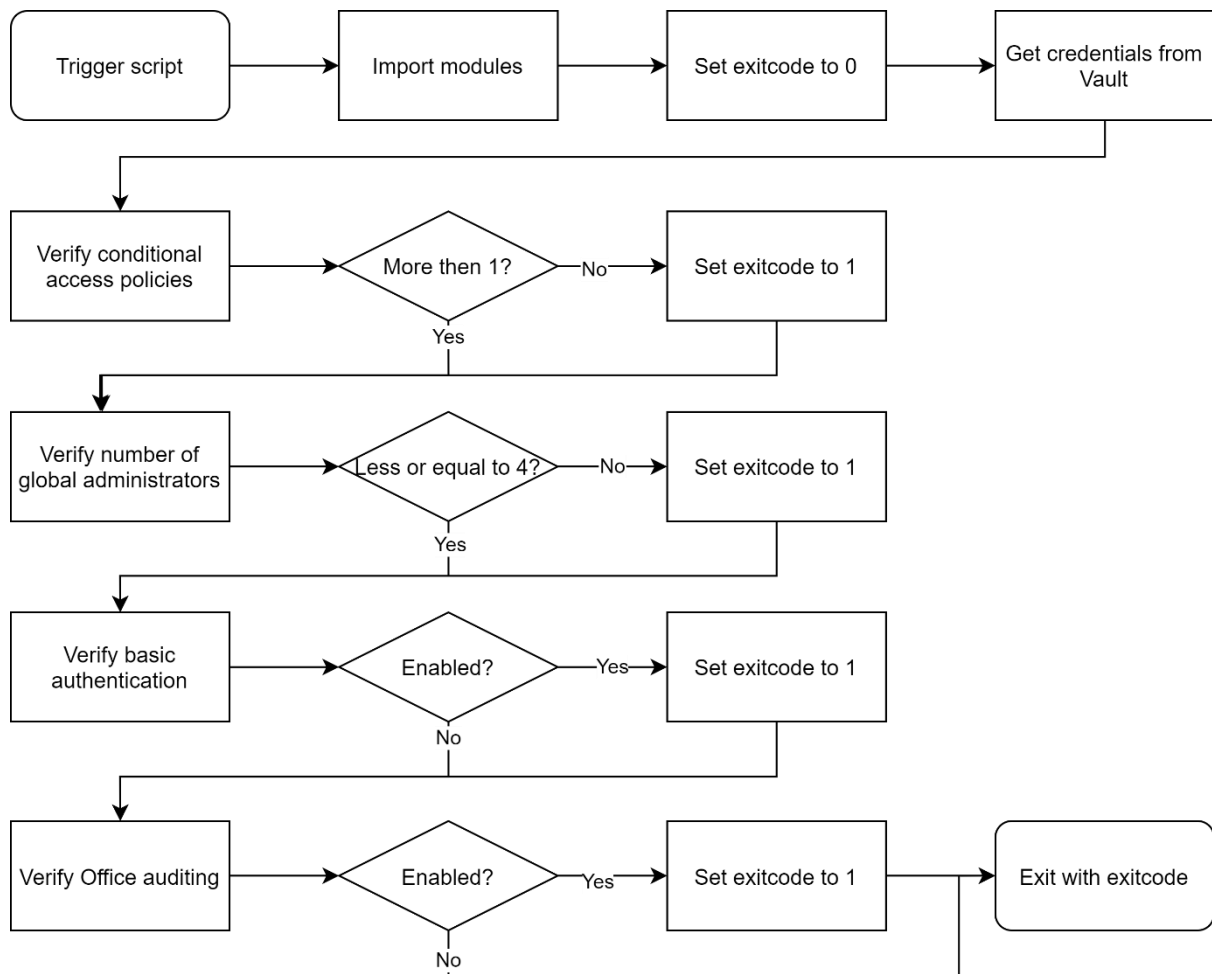 Trigger script
Import modules
Set exitcode to 0
Get credentials from
Vault
Verify conditional
access policies
More then 1?
No
Set exitcode to 1
Yes
Verify number of
global administrators
Less or equal to 4?
No
Set exitcode to 1
Yes
Verify basic
authentication
Enabled?
Yes
Set exitcode to 1
No
Verify Office auditing
Enabled?
Yes
Set exitcode to 1
Exit with exitcode
No